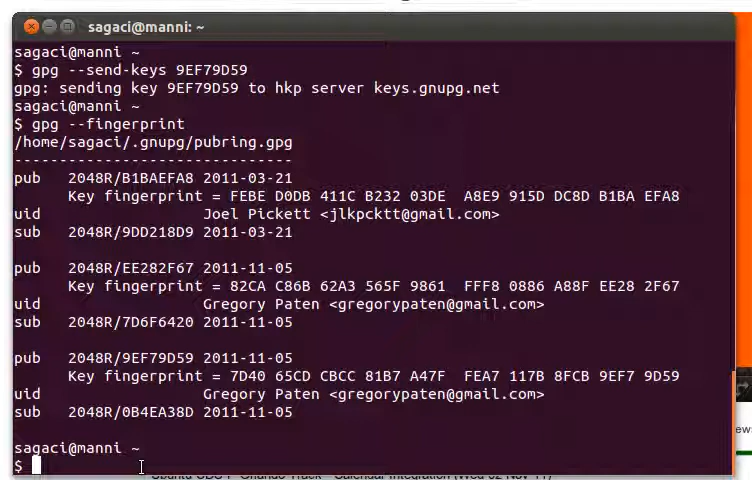 sagaci@manni: ~
sagaci@manni ~
$ gpg --send-keys 9EF79D59
gpg: sending key 9EF79D59 to hkp server keys.gnupg.net
sagaci@manni ~
$ gpg --fingerprint
/home/sagaci/.gnupg/pubring.gpg
-------------------------------
pub 2048R/B1BAEFA8 2011-03-21
Key fingerprint = FEBE D0DB 411C B232 03DE A8E9 915D DC8D B1BA EFA8
uid Joel Pickett <jlkpcktt@gmail.com>
sub 2048R/9DD218D9 2011-03-21
pub 2048R/EE282F67 2011-11-05
Key fingerprint = 82CA C86B 62A3 565F 9861 FFF8 0886 A88F EE28 2F67
uid Gregory Paten <gregorypaten@gmail.com>
sub 2048R/7D6F6420 2011-11-05
pub 2048R/9EF79D59 2011-11-05
Key fingerprint = 7D40 65CD CBCC 81B7 A47F FEA7 117B 8FCB 9EF7 9D59
uid Gregory Paten <gregorypaten@gmail.com>
sub 2048R/0B4EA38D 2011-11-05
sagaci@manni ~
$